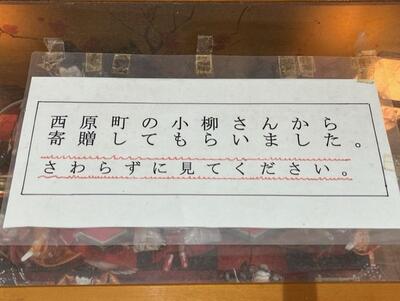 西原町の小柳さんから
寄贈してもらいました。
さわらずに見てください。